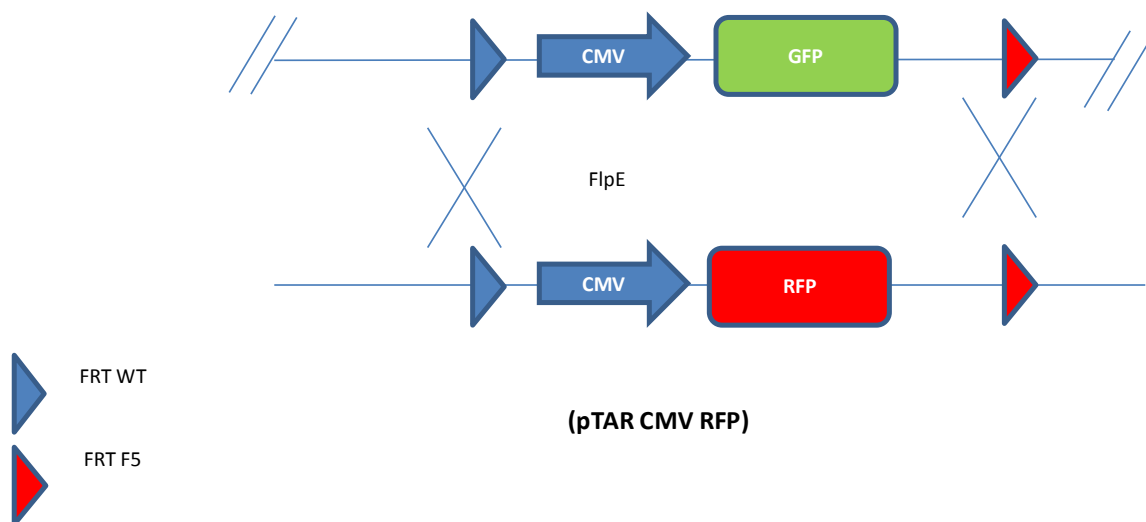 CMV
GFP
FlpE
CMV
RFP
FRT WT
(pTAR CMV RFP)
FRT F5